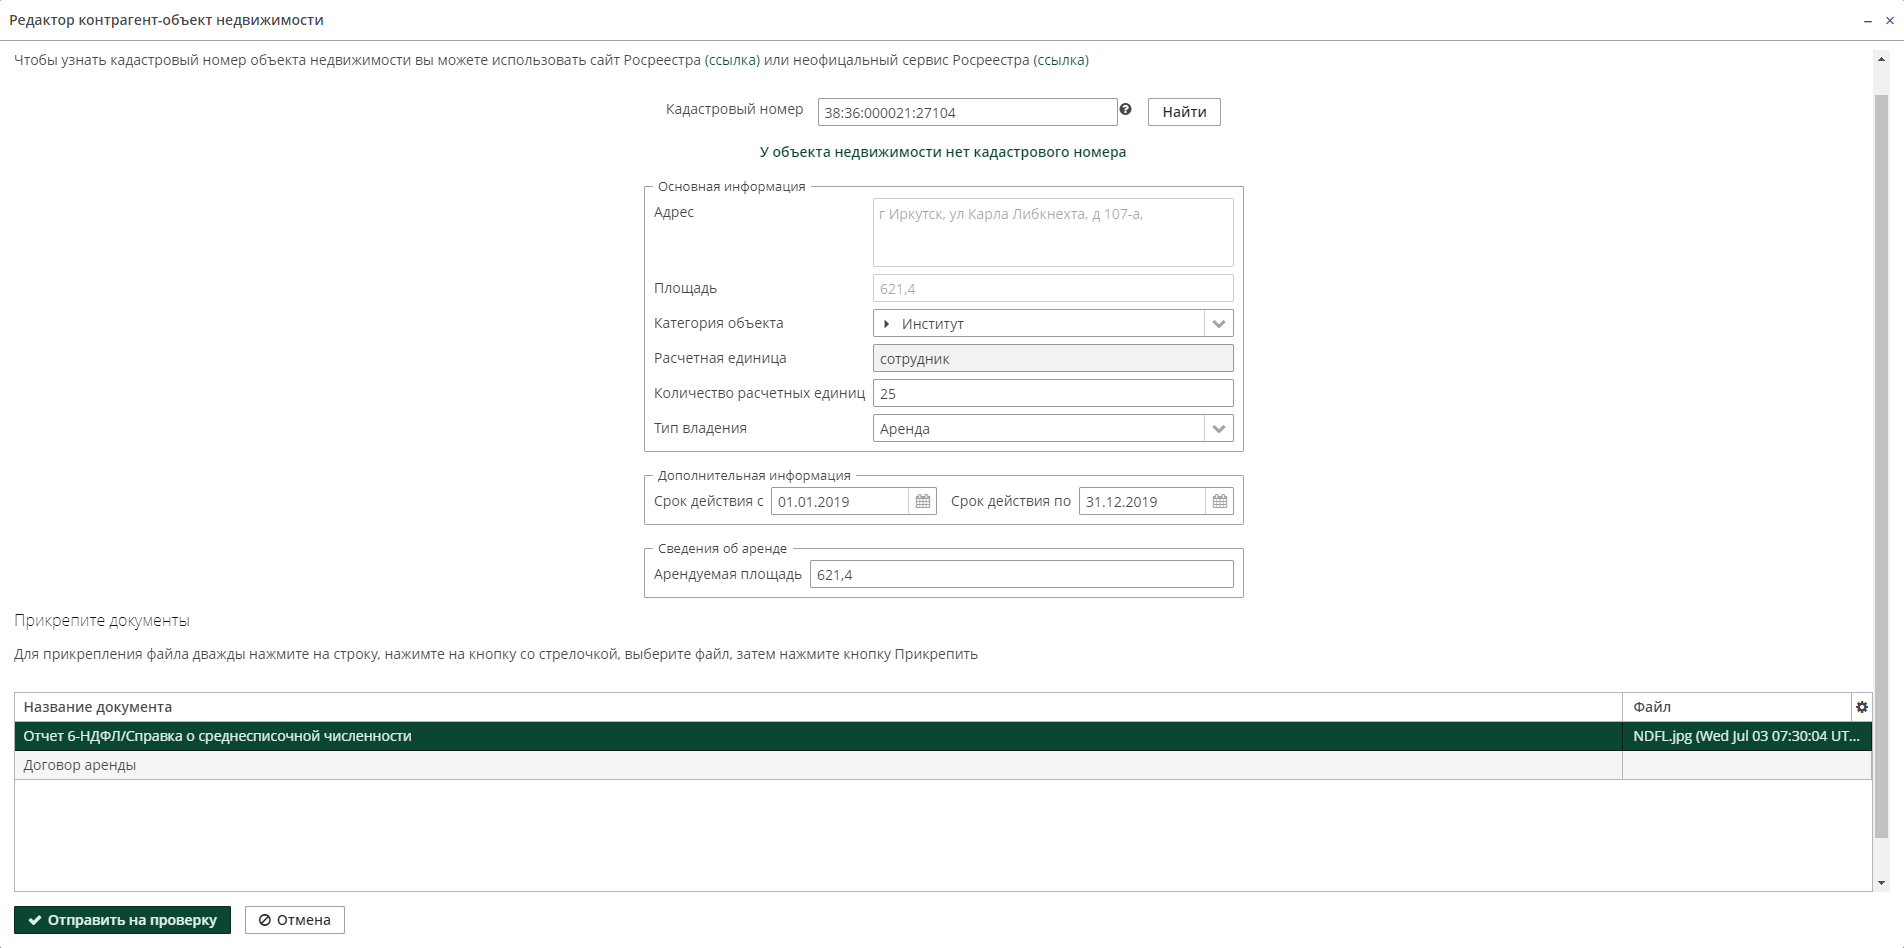 Редактор контрагент-объект недвижимости
Чтобы узнать кадастровый номер объекта недвижимости вы можете использовать сайт Росреестра (ссылка) или неофицальный сервис Росреестра (ссылка)
Кадастровый номер 38:36:000021:27104 Найти
У объекта недвижимости нет кадастрового номера
Основная информация
Адрес г Иркутск, ул Карла Либкнехта, д 107-а,
Площадь 621,4
Категория объекта Институт
Расчетная единица сотрудник
Количество расчетных единиц 25
Тип владения Аренда
Дополнительная информация
Срок действия с 01.01.2019 Срок действия по 31.12.2019
Сведения об аренде
Арендуемая площадь 621,4
Прикрепите документы
Для прикрепления файла дважды нажмите на строку, нажимте на кнопку со стрелочкой, выберите файл, затем нажмите кнопку Прикрепить
Название документа Файл
Отчет 6-НДФЛ/Справка о среднесписочной численности NDFL.jpg (Wed Jul 03 07:30:04 UT...
Договор аренды
Отправить на проверку Отмена